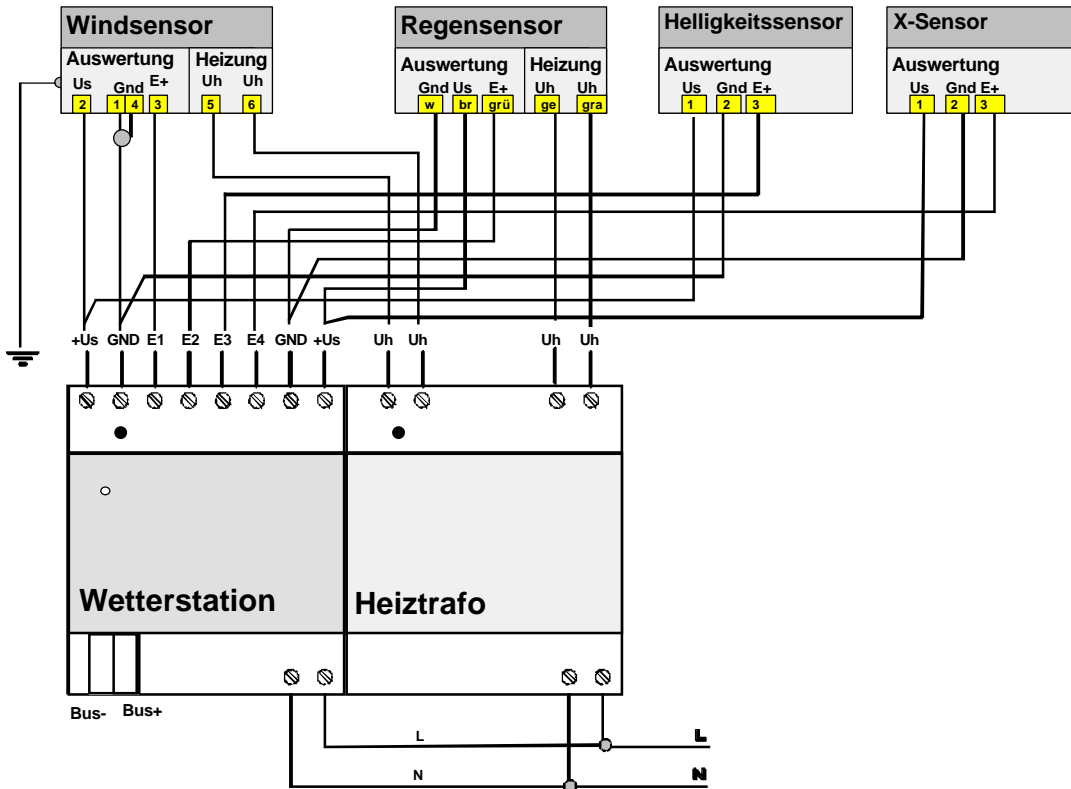 Windsensor
Auswertung Heizung
Us Gnd E+ Uh Uh
2 1 4 3 5 6
Regensensor
Auswertung Heizung
Gnd Us E+ Uh Uh
w br grü ge gra
Helligkeitssensor
Auswertung
Us Gnd E+
1 2 3
X-Sensor
Auswertung
Us Gnd E+
1 2 3
+Us GND E1 E2 E3 E4 GND +Us Uh Uh Uh Uh
Wetterstation
Heiztrafo
Bus- Bus+
L L
N N